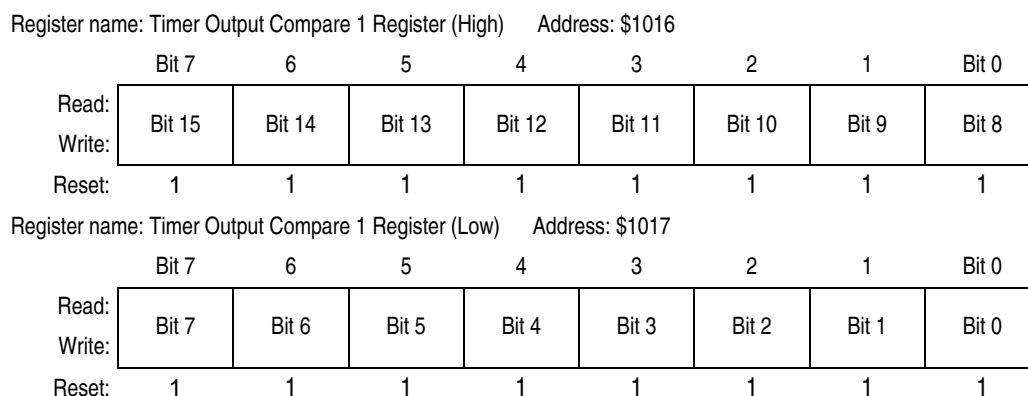 Register name: Timer Output Compare 1 Register (High) Address: $1016
Bit 7 6 5 4 3 2 1 Bit 0
Read:
Bit 15 Bit 14 Bit 13 Bit 12 Bit 11 Bit 10 Bit 9 Bit 8
Write:
Reset: 1 1 1 1 1 1 1 1
Register name: Timer Output Compare 1 Register (Low) Address: $1017
Bit 7 6 5 4 3 2 1 Bit 0
Read:
Bit 7 Bit 6 Bit 5 Bit 4 Bit 3 Bit 2 Bit 1 Bit 0
Write:
Reset: 1 1 1 1 1 1 1 1